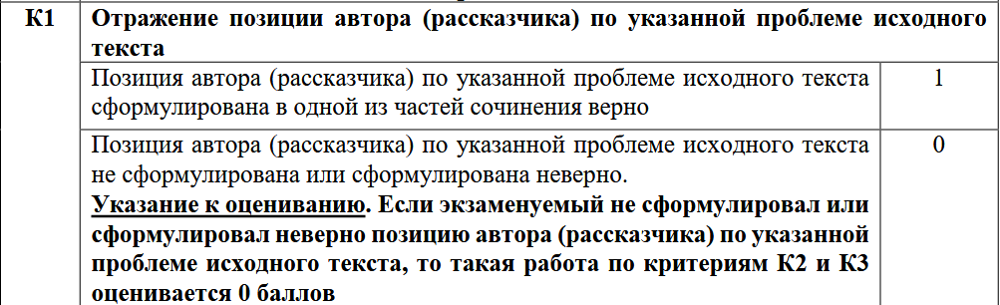 К1
Отражение позиции автора (рассказчика) по указанной проблеме исходного
текста
Позиция автора (рассказчика) по указанной проблеме исходного текста
сформулирована в одной из частей сочинения верно
1
Позиция автора (рассказчика) по указанной проблеме исходного текста
не сформулирована или сформулирована неверно.
Указание к оцениванию. Если экзаменуемый не сформулировал или
сформулировал неверно позицию автора (рассказчика) по указанной
проблеме исходного текста, то такая работа по критериям К2 и К3
оценивается 0 баллов
0